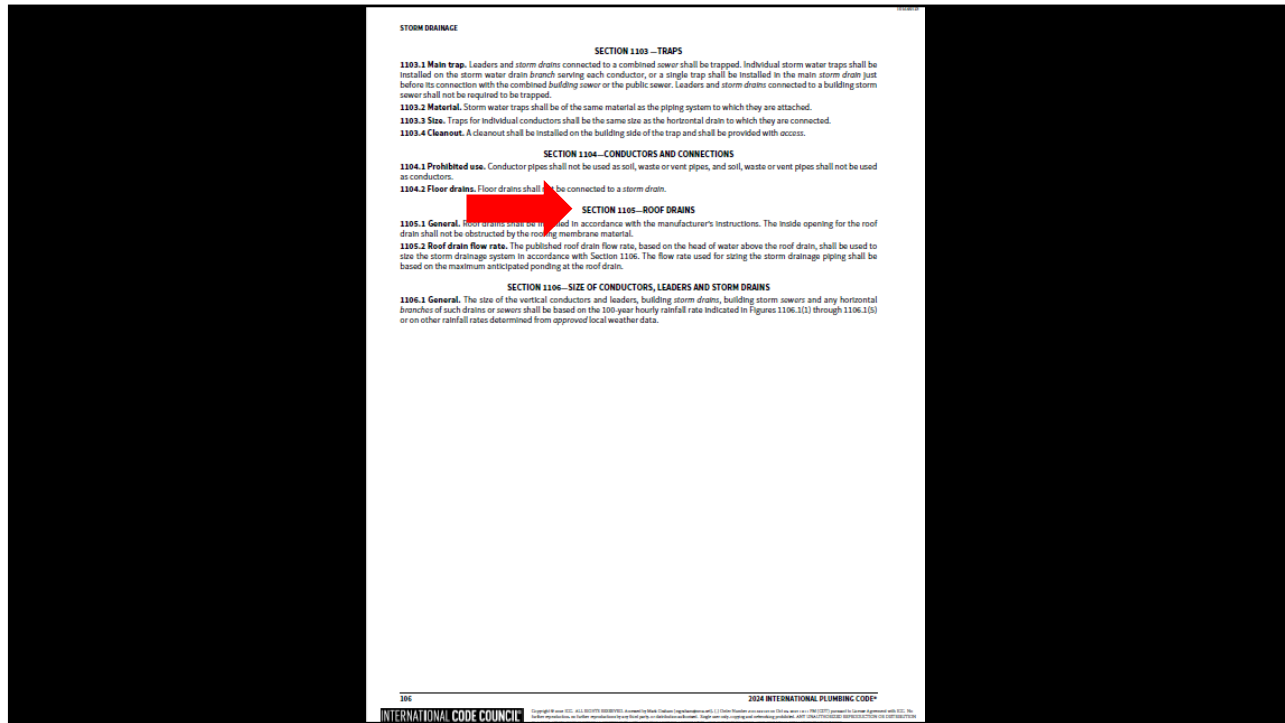 STORM DRAINAGE
SECTION 1103 —TRAPS
1103.1 Main trap. Leaders and storm drains connected to a combined sewer shall be trapped. Individual storm water traps shall be
installed on the storm water drain branch serving each conductor, or a single trap shall be installed in the main storm drain just
before its connection with the combined building sewer or the public sewer. Leaders and storm drains connected to a building storm
sewer shall not be required to be trapped.
1103.2 Material. Storm water traps shall be of the same material as the piping system to which they are attached.
1103.3 Size. Traps for individual conductors shall be the same size as the horizontal drain to which they are connected.
1103.4 Cleanout. A cleanout shall be installed on the building side of the trap and shall be provided with access.
SECTION 1104—CONDUCTORS AND CONNECTIONS
1104.1 Prohibited use. Conductor pipes shall not be used as soil, waste or vent pipes, and soil, waste or vent pipes shall not be used
as conductors.
1104.2 Floor drains. Floor drains shall be connected to a storm drain.
SECTION 1105—ROOF DRAINS
1105.1 General. Roof drains shall be in accordance with the manufacturer's instructions. The inside opening for the roof
drain shall not be obstructed by the roofing membrane material.
1105.2 Roof drain flow rate. The published roof drain flow rate, based on the head of water above the roof drain, shall be used to
size the storm drainage system in accordance with Section 1106. The flow rate used for sizing the storm drainage piping shall be
based on the maximum anticipated ponding at the roof drain.
SECTION 1106—SIZE OF CONDUCTORS, LEADERS AND STORM DRAINS
1106.1 General. The size of the vertical conductors and leaders, building storm drains, building storm sewers and any horizontal
branches of such drains or sewers shall be based on the 100-year hourly rainfall rate indicated in Figures 1106.1(1) through 1106.1(5)
or on other rainfall rates determined from approved local weather data.
106
2024 INTERNATIONAL PLUMBING CODE®
INTERNATIONAL CODE COUNCIL®